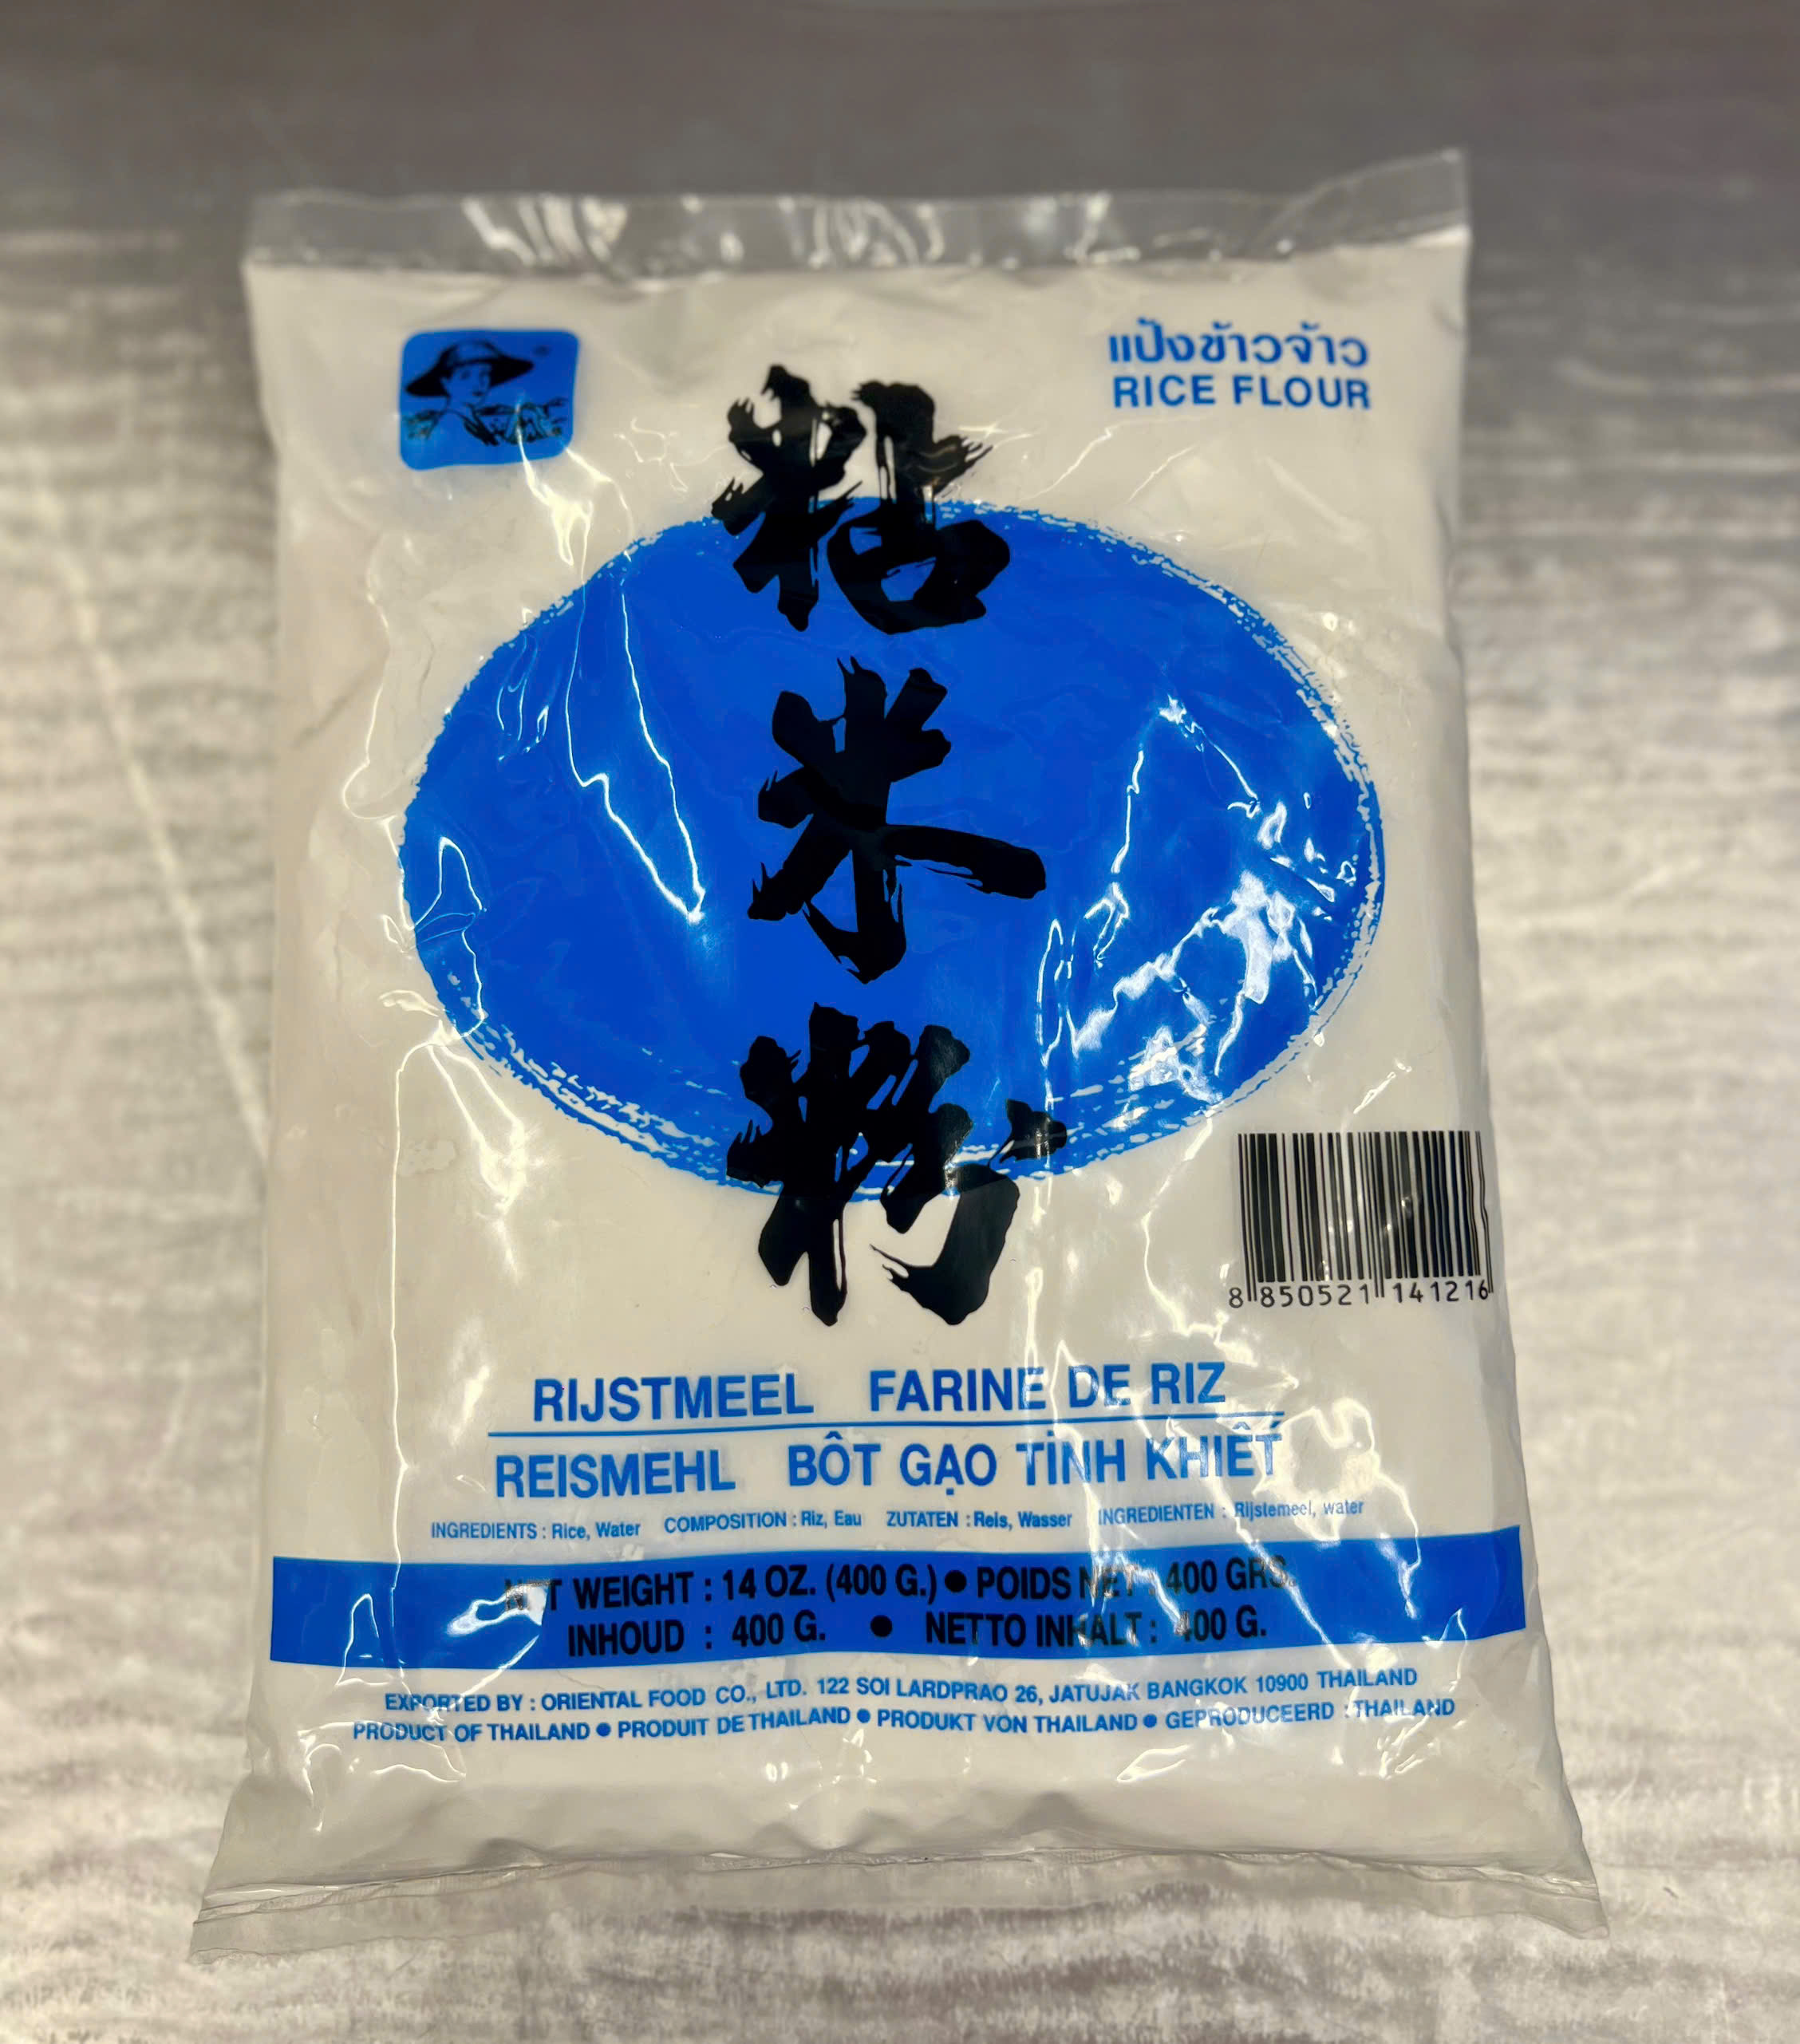 แป้งข้าวจ้าว
RICE FLOUR
粘
米
粉
8 850521 141216
RIJSTMEEL FARINE DE RIZ
REISMEHL BÔT GẠO TÌNH KHIẾT
INGREDIENTS : Rice, Water COMPOSITION : Riz, Eau ZUTATEN : Reis, Wasser INGREDIENTEN : Rijstemeel, water
NET WEIGHT : 14 OZ. (400 G.) ● POIDS NET : 400 GRS.
INHOUD : 400 G. ● NETTO INHALT : 400 G.
EXPORTED BY : ORIENTAL FOOD CO., LTD. 122 SOI LARDPRAO 26, JATUJAK BANGKOK 10900 THAILAND
PRODUCT OF THAILAND ● PRODUIT DE THAILAND ● PRODUKT VON THAILAND ● GEPRODUCEERD : THAILAND